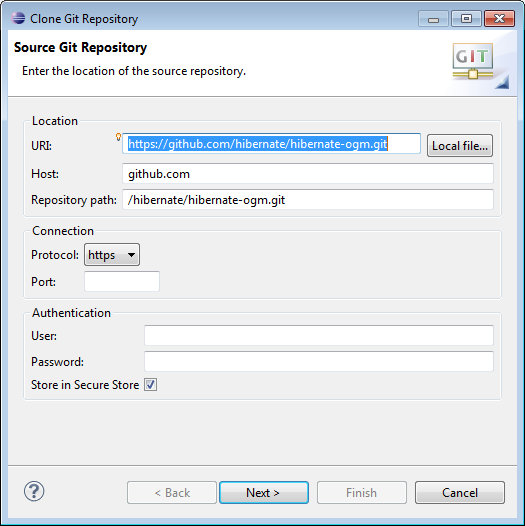 Clone Git Repository
Source Git Repository
Enter the location of the source repository.
GIT
Location
URI: https://github.com/hibernate/hibernate-ogm.git Local file...
Host: github.com
Repository path: /hibernate/hibernate-ogm.git
Connection
Protocol: https
Port:
Authentication
User:
Password:
Store in Secure Store
? < Back Next > Finish Cancel